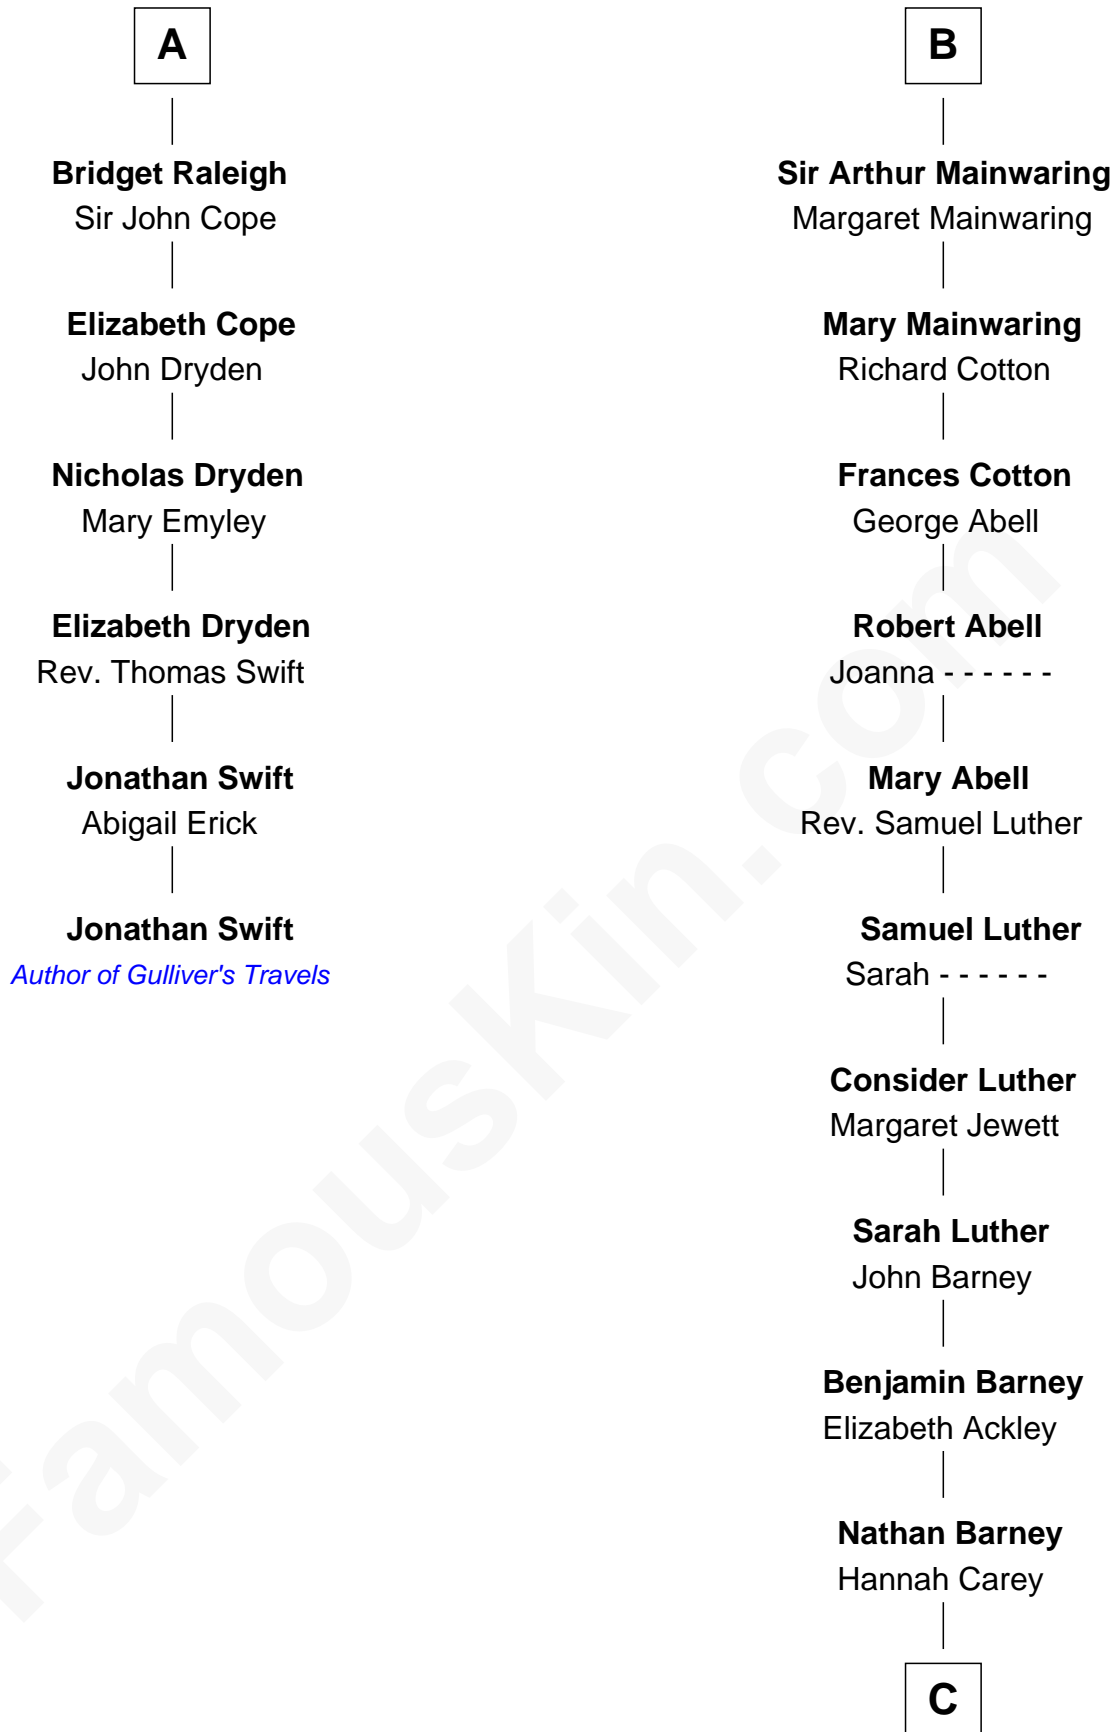 A
Bridget Raleigh
Sir John Cope
Elizabeth Cope
John Dryden
Nicholas Dryden
Mary Emyley
Elizabeth Dryden
Rev. Thomas Swift
Jonathan Swift
Abigail Erick
Jonathan Swift
Author of Gulliver's Travels
B
Sir Arthur Mainwaring
Margaret Mainwaring
Mary Mainwaring
Richard Cotton
Frances Cotton
George Abell
Robert Abell
Joanna - - - - - -
Mary Abell
Rev. Samuel Luther
Samuel Luther
Sarah - - - - - -
Consider Luther
Margaret Jewett
Sarah Luther
John Barney
Benjamin Barney
Elizabeth Ackley
Nathan Barney
Hannah Carey
C
FamousKin.com